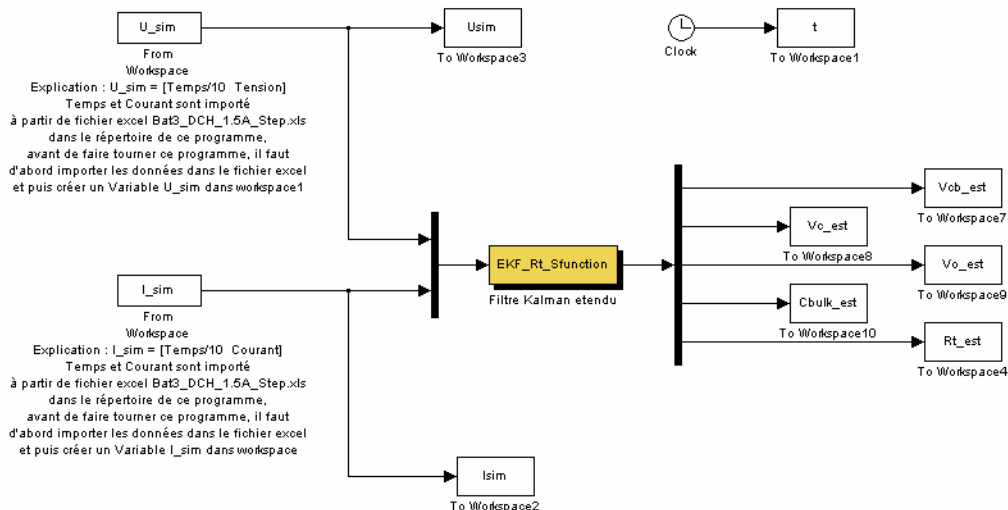 U_sim
From
Workspace
Explication : U_sim = [Temps/10 Tension]
Temps et Courant sont importé
à partir de fichier excel Bat3_DCH_1.5A_Step.xls
dans le répertoire de ce programme,
avant de faire tourner ce programme, il faut
d'abord importer les données dans le fichier excel
et puis créer un Variable U_sim dans workspace1
Usim
To Workspace3
Clock
t
To Workspace1
EKF_Rt_Sfunction
Filtre Kalman etendu
Vcb_est
To Workspace7
Vc_est
To Workspace8
Vo_est
To Workspace9
Cbulk_est
To Workspace10
Rt_est
To Workspace4
I_sim
From
Workspace
Explication : I_sim = [Temps/10 Courant]
Temps et Courant sont importé
à partir de fichier excel Bat3_DCH_1.5A_Step.xls
dans le répertoire de ce programme,
avant de faire tourner ce programme, il faut
d'abord importer les données dans le fichier excel
et puis créer un Variable I_sim dans workspace
Isim
To Workspace2